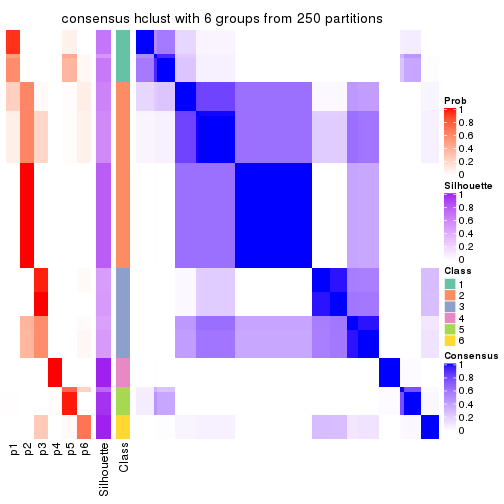 consensus hclust with 6 groups from 250 partitions
Prob
1
0.8
0.6
0.4
0.2
0
Silhouette
1
0.8
0.6
0.4
0.2
0
Class
1
2
3
4
5
6
Consensus
1
0.8
0.6
0.4
0.2
0
p1
p2
p3
p4
p5
p6
Silhouette
Class